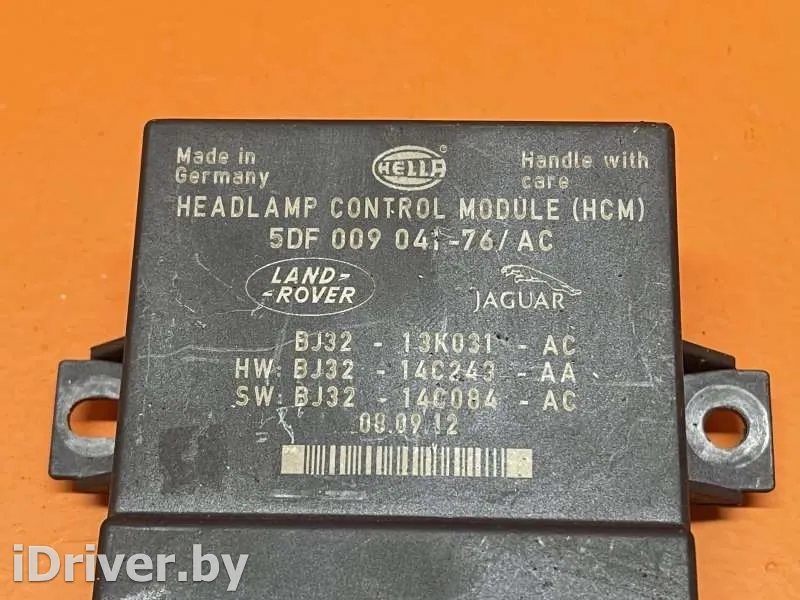 Made in
Germany
HELLA
®
Handle with
care
HEADLAMP CONTROL MODULE (HCM)
5DF 009 041-76/AC
LAND-
-ROVER
JAGUAR
BJ32 - 13K031 - AC
HW: BJ32 - 14C243 - AA
SW: BJ32 - 14C084 - AC
08.09.12
iDriver.by